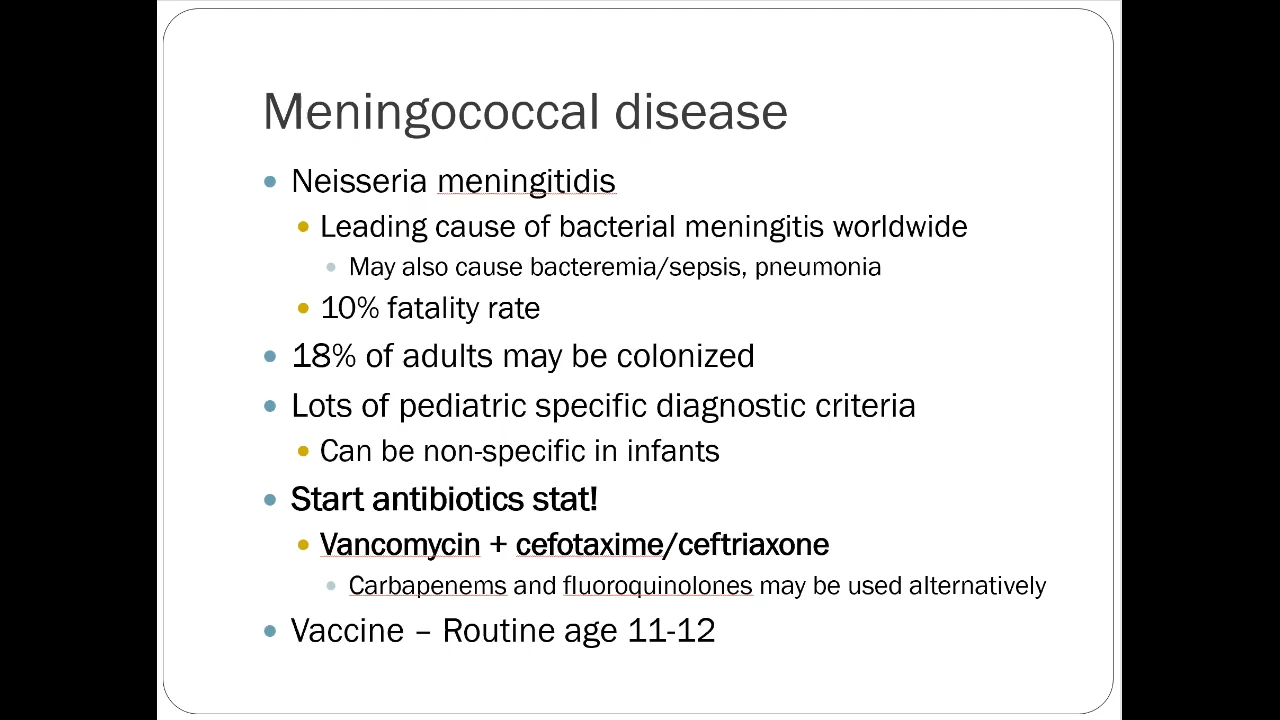 Meningococcal disease
Neisseria meningitidis
Leading cause of bacterial meningitis worldwide
May also cause bacteremia/sepsis, pneumonia
10% fatality rate
18% of adults may be colonized
Lots of pediatric specific diagnostic criteria
Can be non-specific in infants
Start antibiotics stat!
Vancomycin + cefotaxime/ceftriaxone
Carbapenems and fluoroquinolones may be used alternatively
Vaccine – Routine age 11-12